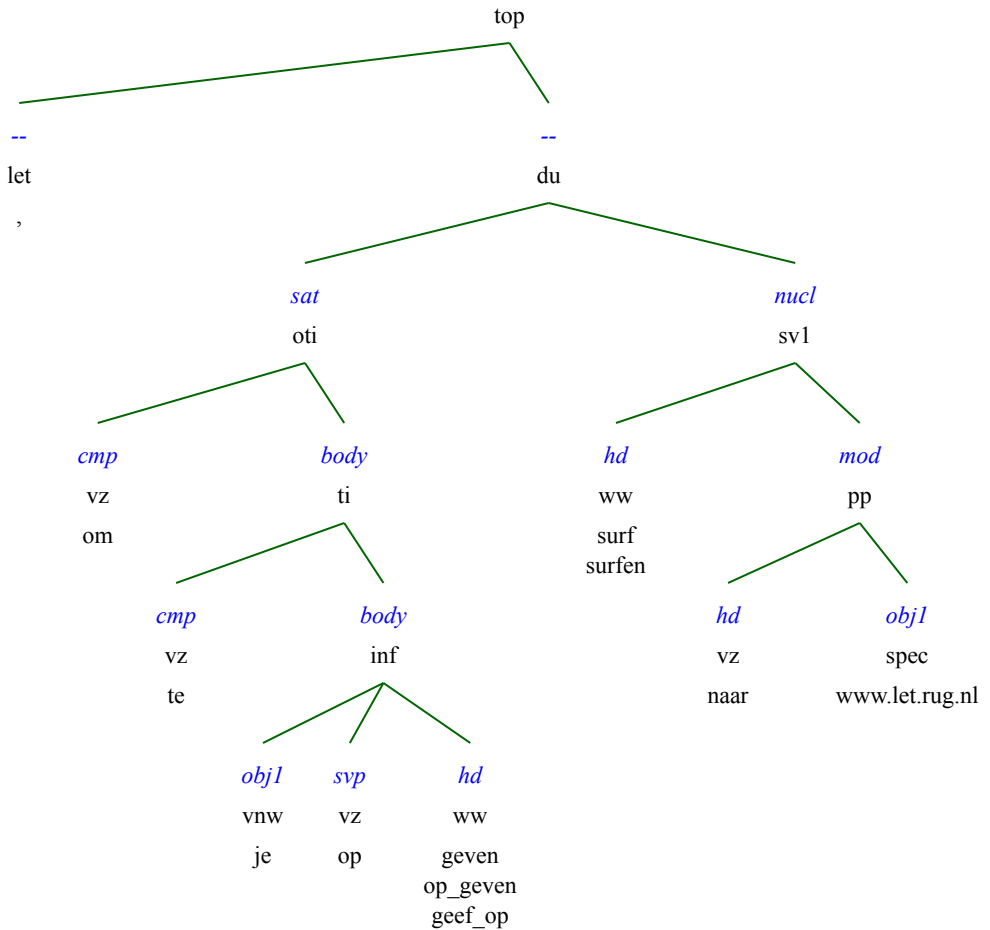 top
-- --
let du
,
sat nucl
oti sv1
cmp body hd mod
vz ti ww pp
om surf
surfen
cmp body hd obj1
vz inf vz spec
te naar www.let.rug.nl
obj1 svp hd
vnw vz ww
je op geven
op_geven
geef_op